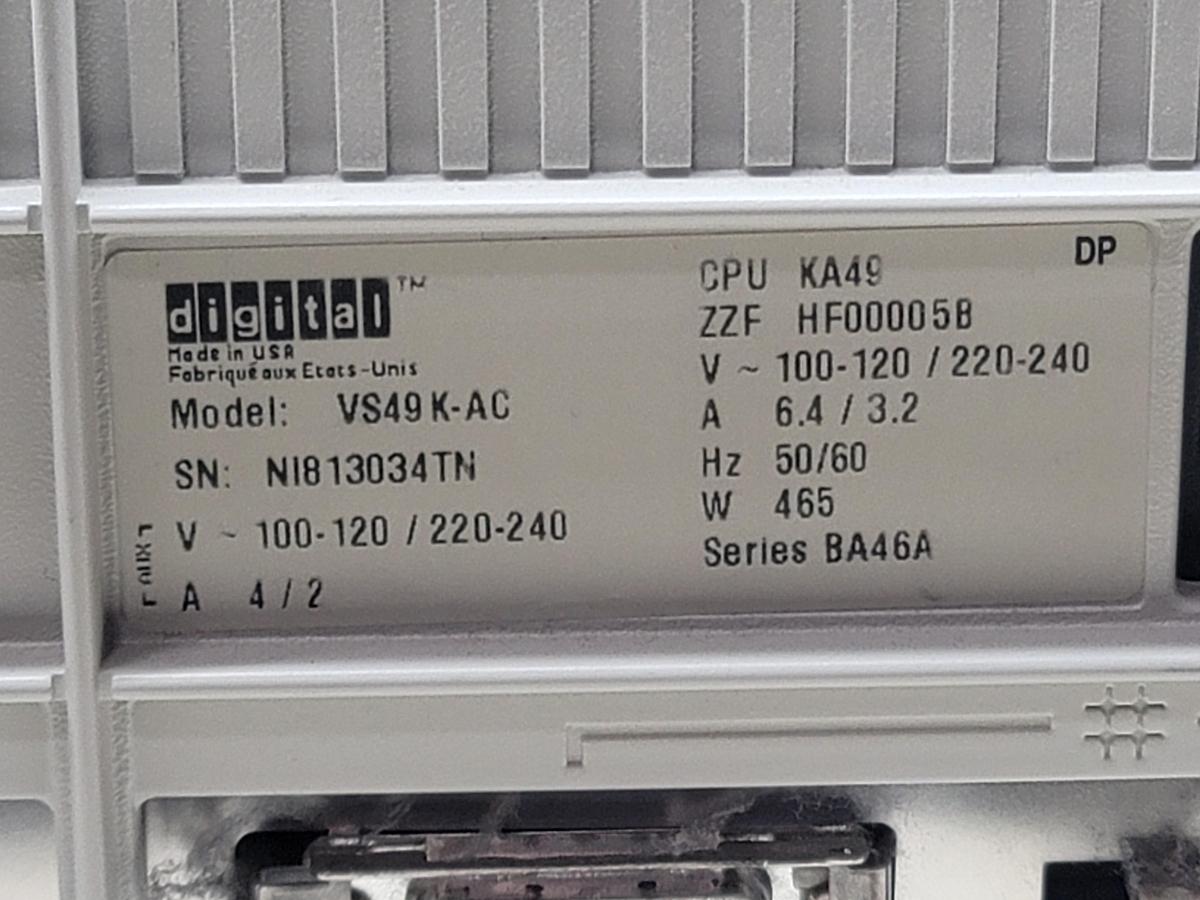 digital™
Made in USA
Fabriqué aux Etats-Unis
Model: VS49K-AC
SN: NI813034TN
V ~ 100-120 / 220-240
A 4 / 2
AUX
DP
CPU KA49
ZZF HF00005B
V ~ 100-120 / 220-240
A 6.4 / 3.2
Hz 50/60
W 465
Series BA46A